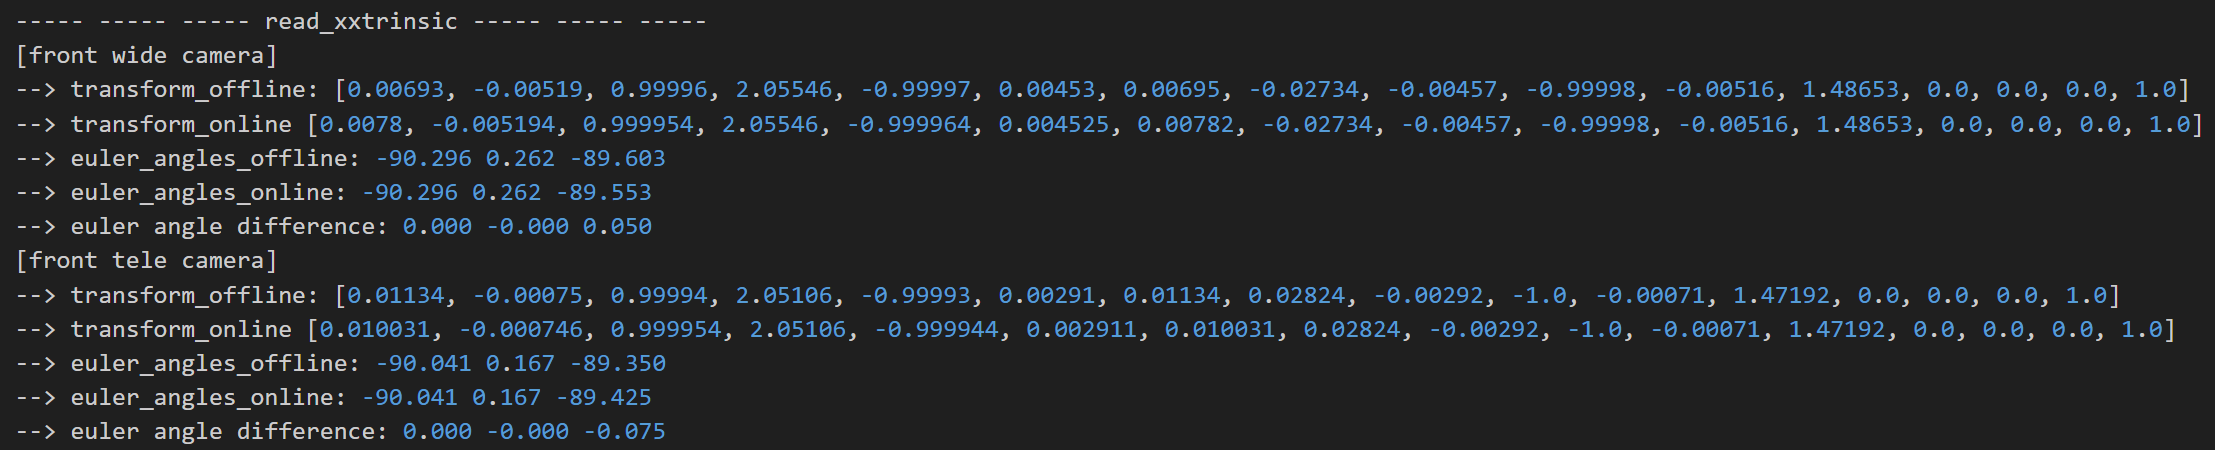 ----- ----- ----- read_xxtrinsic ----- ----- -----
[front wide camera]
--> transform_offline: [0.00693, -0.00519, 0.99996, 2.05546, -0.99997, 0.00453, 0.00695, -0.02734, -0.00457, -0.99998, -0.00516, 1.48653, 0.0, 0.0, 0.0, 1.0]
--> transform_online [0.0078, -0.005194, 0.999954, 2.05546, -0.999964, 0.004525, 0.00782, -0.02734, -0.00457, -0.99998, -0.00516, 1.48653, 0.0, 0.0, 0.0, 1.0]
--> euler_angles_offline: -90.296 0.262 -89.603
--> euler_angles_online: -90.296 0.262 -89.553
--> euler angle difference: 0.000 -0.000 0.050
[front tele camera]
--> transform_offline: [0.01134, -0.00075, 0.99994, 2.05106, -0.99993, 0.00291, 0.01134, 0.02824, -0.00292, -1.0, -0.00071, 1.47192, 0.0, 0.0, 0.0, 1.0]
--> transform_online [0.010031, -0.000746, 0.999954, 2.05106, -0.999944, 0.002911, 0.010031, 0.02824, -0.00292, -1.0, -0.00071, 1.47192, 0.0, 0.0, 0.0, 1.0]
--> euler_angles_offline: -90.041 0.167 -89.350
--> euler_angles_online: -90.041 0.167 -89.425
--> euler angle difference: 0.000 -0.000 -0.075